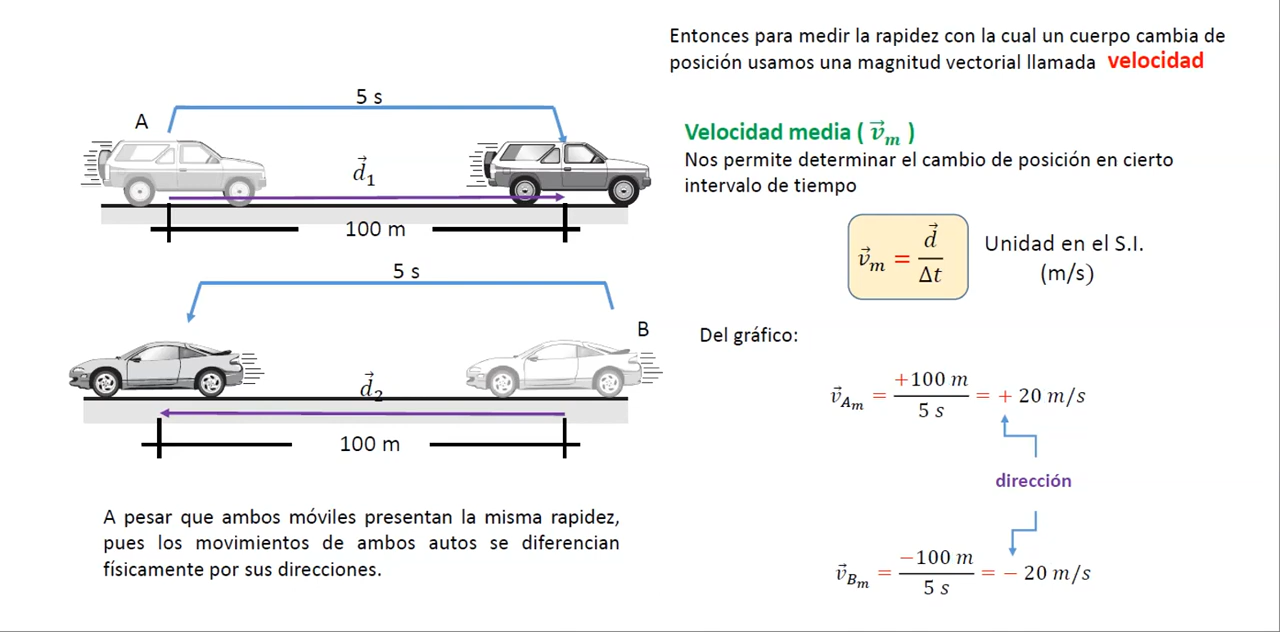 Entonces para medir la rapidez con la cual un cuerpo cambia de
posición usamos una magnitud vectorial llamada velocidad
5 s
A
d⃗₁
100 m
5 s
B
d⃗₂
100 m
A pesar que ambos móviles presentan la misma rapidez,
pues los movimientos de ambos autos se diferencian
físicamente por sus direcciones.
Velocidad media ( v⃗ₘ )
Nos permite determinar el cambio de posición en cierto
intervalo de tiempo
v⃗ₘ = d⃗ / Δt
Unidad en el S.I.
(m/s)
Del gráfico:
v⃗_Aₘ = +100 m / 5 s = + 20 m/s
dirección
v⃗_Bₘ = −100 m / 5 s = − 20 m/s